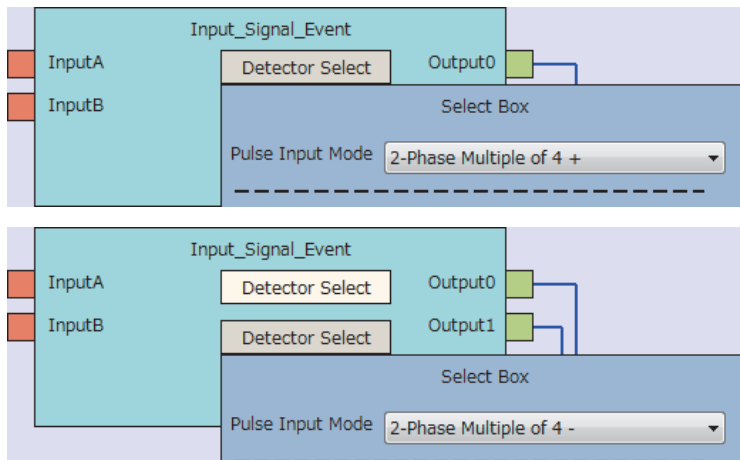 Input_Signal_Event
InputA Detector Select Output0
InputB Select Box
Pulse Input Mode 2-Phase Multiple of 4 +
Input_Signal_Event
InputA Detector Select Output0
InputB Detector Select Output1
Select Box
Pulse Input Mode 2-Phase Multiple of 4 -